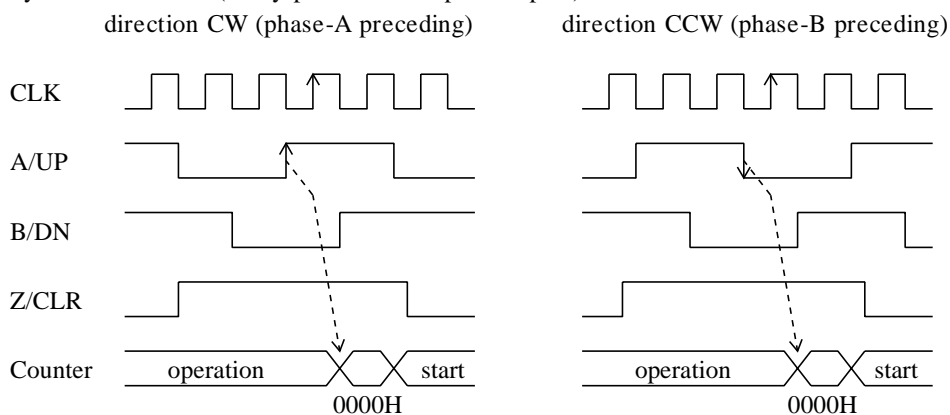 direction CW (phase-A preceding) direction CCW (phase-B preceding)
CLK
A/UP
B/DN
Z/CLR
Counter operation start operation start
0000H 0000H